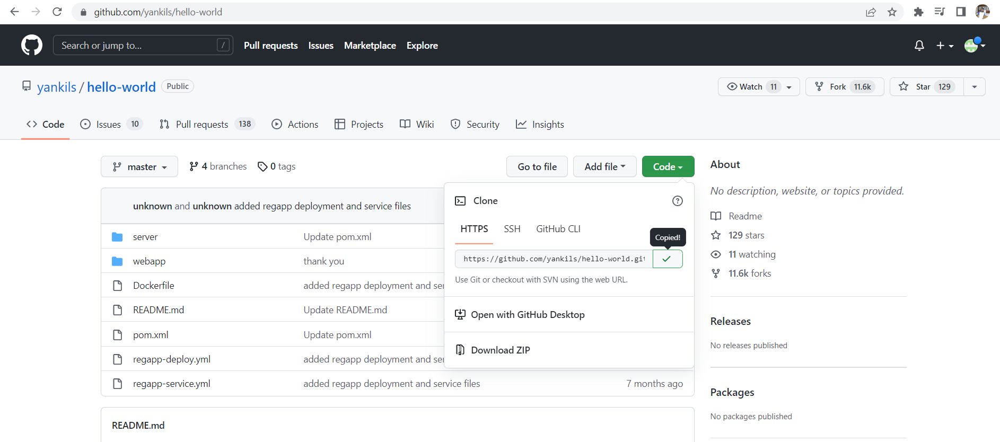 github.com/yankils/hello-world
Search or jump to... /
Pull requests Issues Marketplace Explore
yankils / hello-world Public
Watch 11 Fork 11.6k Star 129
Code Issues 10 Pull requests 138 Actions Projects Wiki Security Insights
master 4 branches 0 tags Go to file Add file Code
unknown and unknown added regapp deployment and service files
server Update pom.xml
webapp thank you
Dockerfile added regapp deployment and ser
README.md Update README.md
pom.xml Update pom.xml
regapp-deploy.yml added regapp deployment and ser
regapp-service.yml added regapp deployment and service files 7 months ago
README.md
Clone
HTTPS SSH GitHub CLI
Copied!
https://github.com/yankils/hello-world.git
Use Git or checkout with SVN using the web URL.
Open with GitHub Desktop
Download ZIP
About
No description, website, or topics provided.
Readme
129 stars
11 watching
11.6k forks
Releases
No releases published
Packages
No packages published